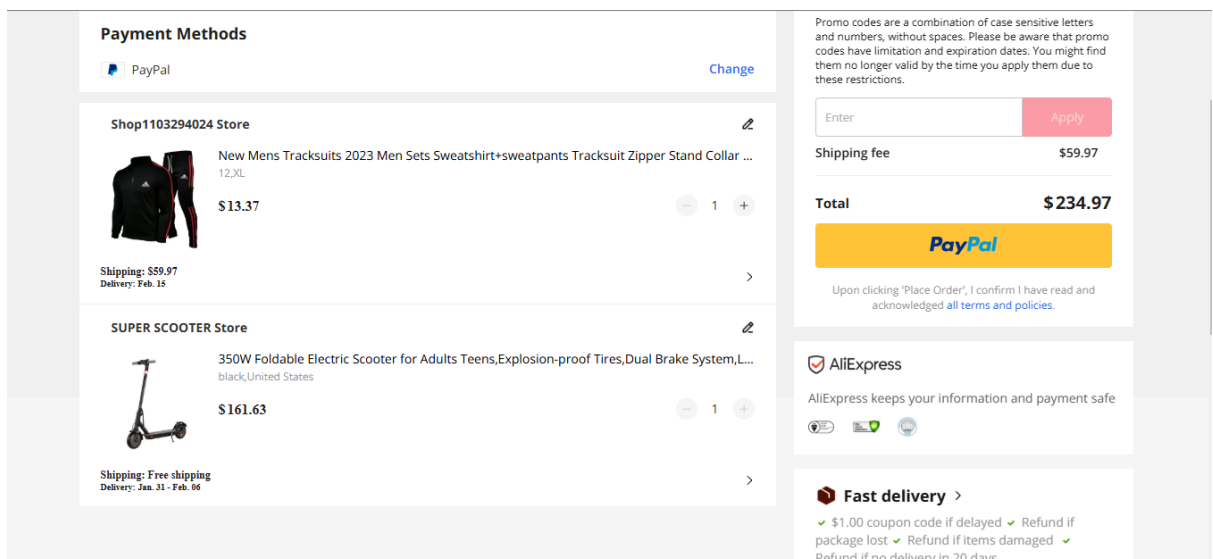 Payment Methods
PayPal
Change
Shop1103294024 Store
New Mens Tracksuits 2023 Men Sets Sweatshirt+sweatpants Tracksuit Zipper Stand Collar ...
12,XL
$13.37
1
Shipping: $59.97
Delivery: Feb. 15
SUPER SCOOTER Store
350W Foldable Electric Scooter for Adults Teens,Explosion-proof Tires,Dual Brake System,L...
black,United States
$161.63
1
Shipping: Free shipping
Delivery: Jan. 31 - Feb. 06
Promo codes are a combination of case sensitive letters
and numbers, without spaces. Please be aware that promo
codes have limitation and expiration dates. You might find
them no longer valid by the time you apply them due to
these restrictions.
Enter
Apply
Shipping fee $59.97
Total $234.97
PayPal
Upon clicking 'Place Order', I confirm I have read and
acknowledged all terms and policies.
AliExpress
AliExpress keeps your information and payment safe
Fast delivery
$1.00 coupon code if delayed Refund if
package lost Refund if items damaged
Refund if no delivery in 20 days